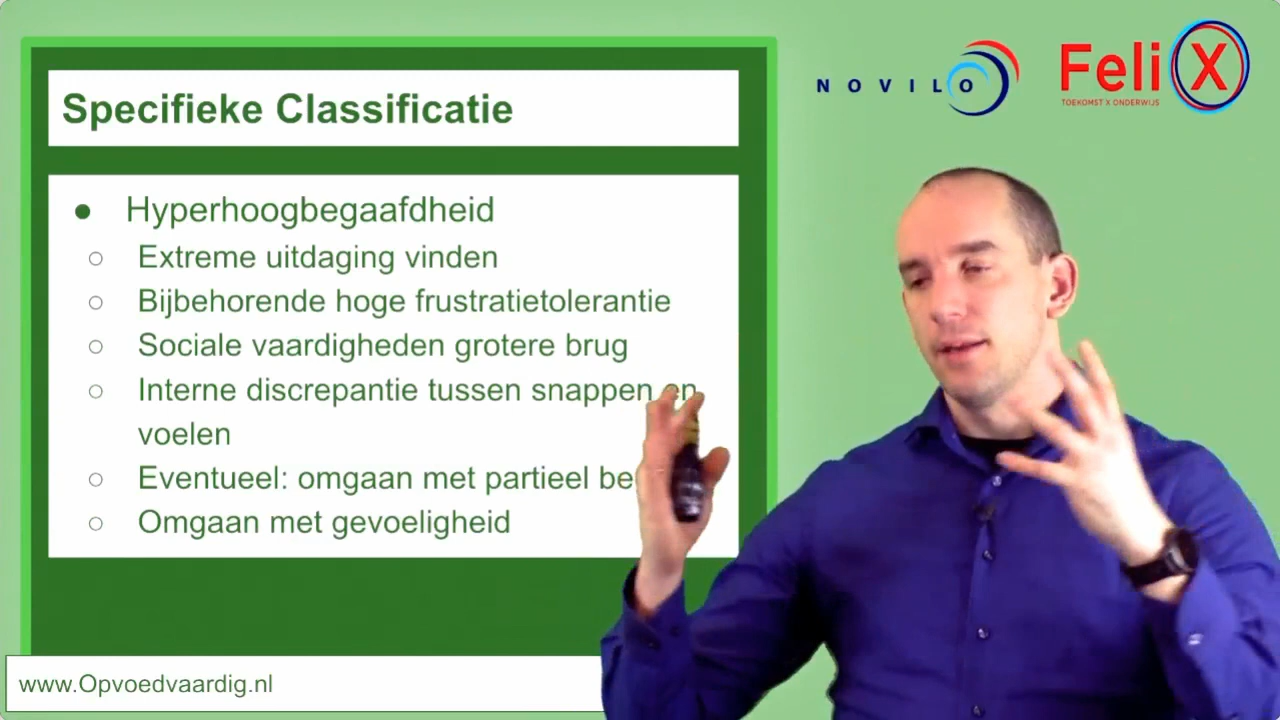 Specifieke Classificatie
NOVILO
FeliX
TOEKOMST X ONDERWIJS
● Hyperhoogbegaafdheid
○ Extreme uitdaging vinden
○ Bijbehorende hoge frustratietolerantie
○ Sociale vaardigheden grotere brug
○ Interne discrepantie tussen snappen en
voelen
○ Eventueel: omgaan met partieel
○ Omgaan met gevoeligheid
www.Opvoedvaardig.nl